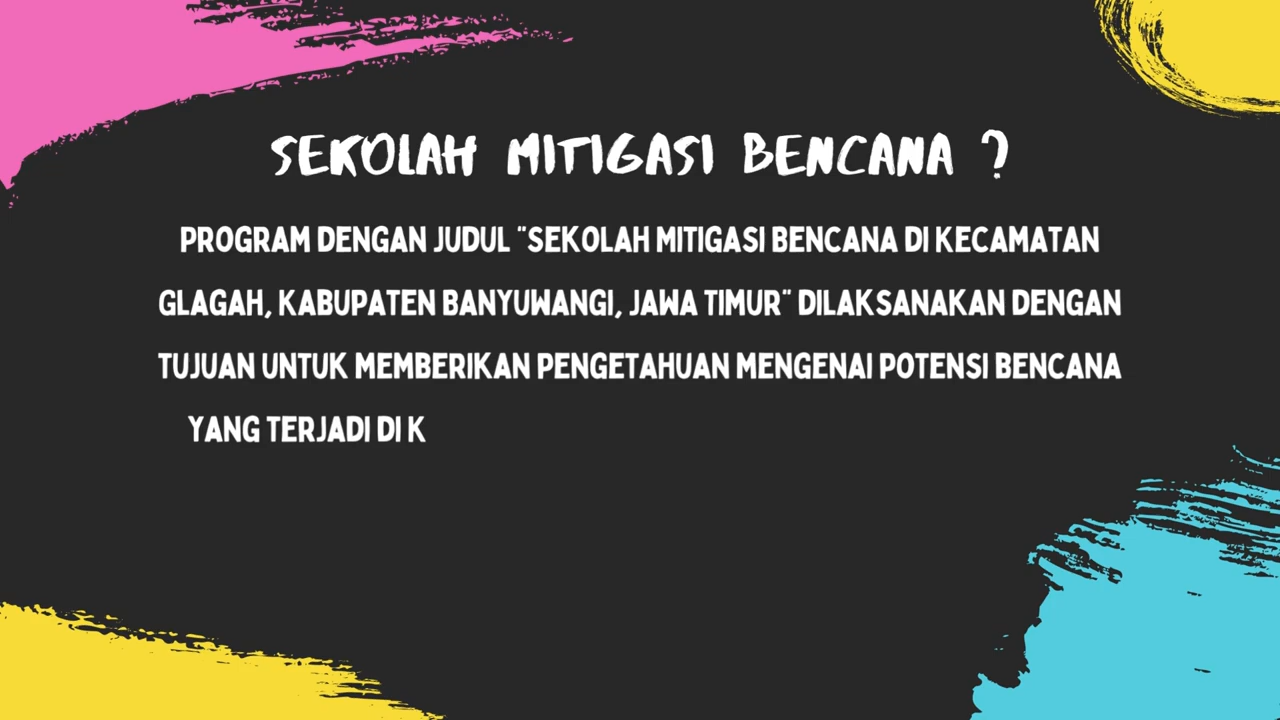 SEKOLAH MITIGASI BENCANA ?
PROGRAM DENGAN JUDUL "SEKOLAH MITIGASI BENCANA DI KECAMATAN
GLAGAH, KABUPATEN BANYUWANGI, JAWA TIMUR" DILAKSANAKAN DENGAN
TUJUAN UNTUK MEMBERIKAN PENGETAHUAN MENGENAI POTENSI BENCANA
YANG TERJADI DI K